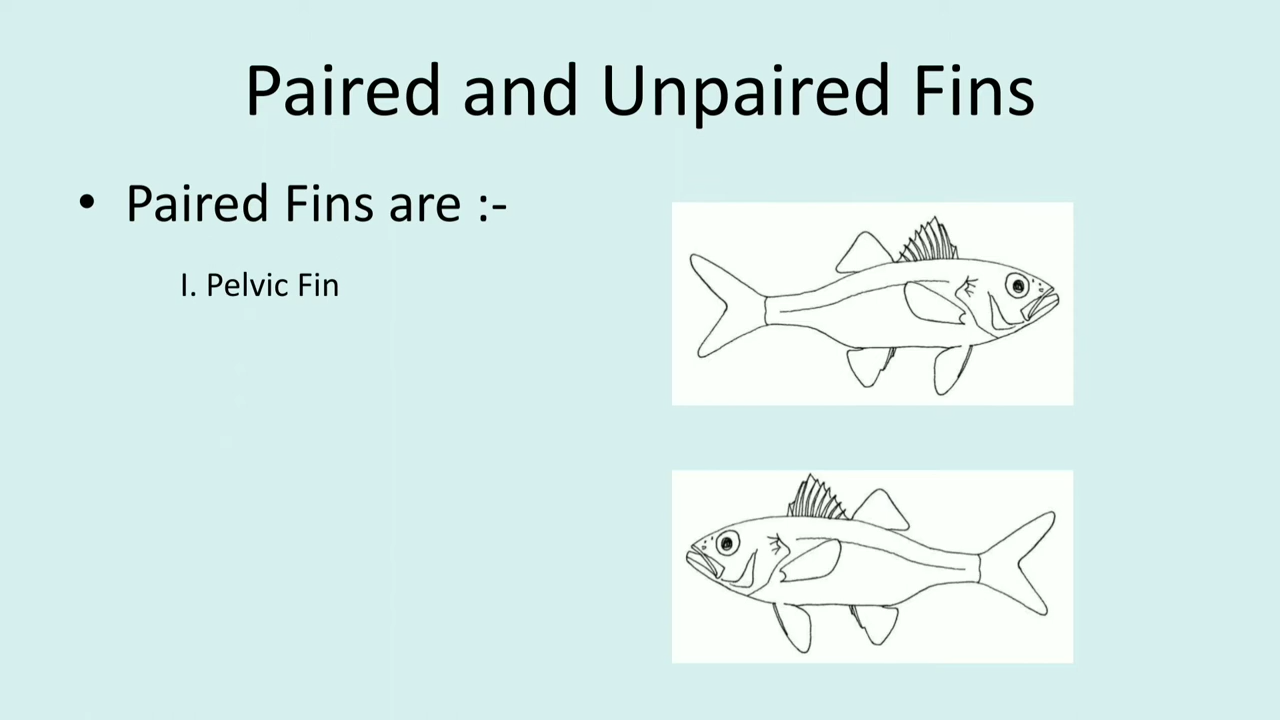 Paired and Unpaired Fins
• Paired Fins are :-
I. Pelvic Fin